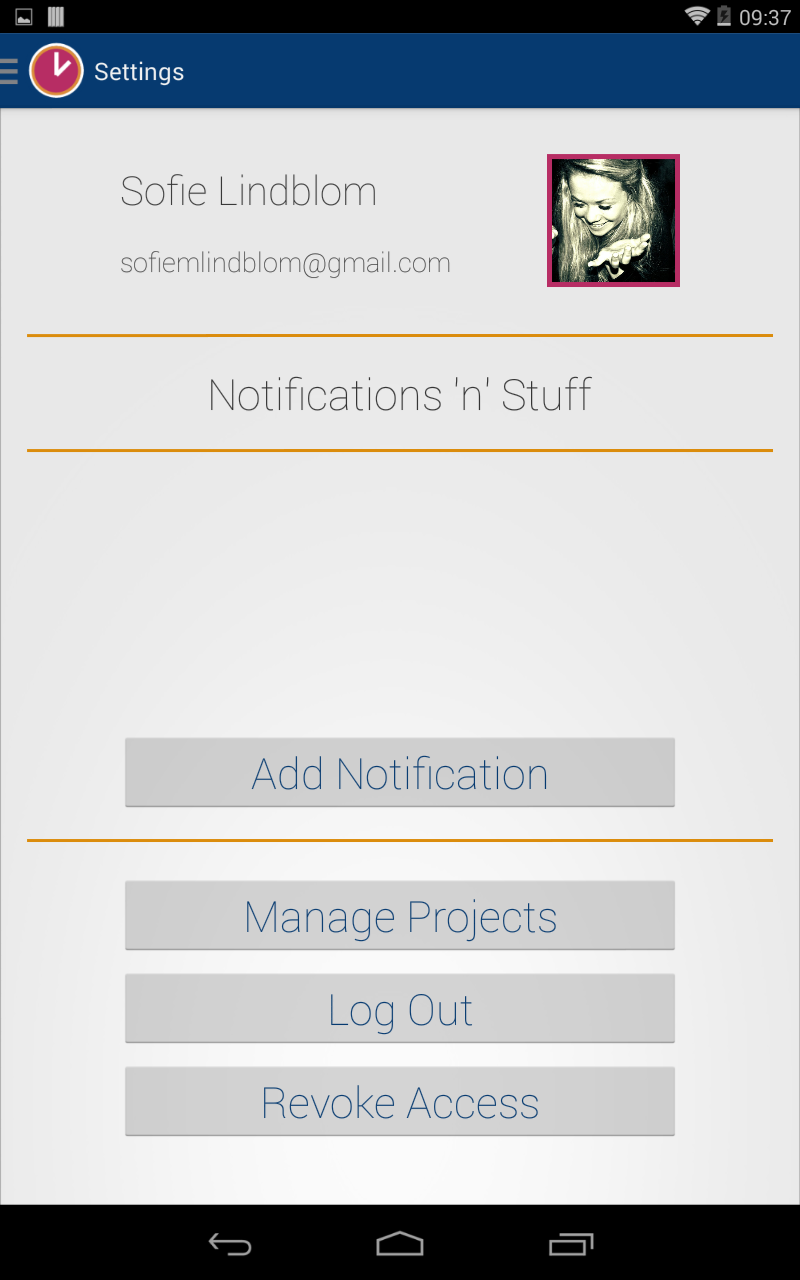 09:37
Settings
Sofie Lindblom
sofiemlindblom@gmail.com
Notifications 'n' Stuff
Add Notification
Manage Projects
Log Out
Revoke Access